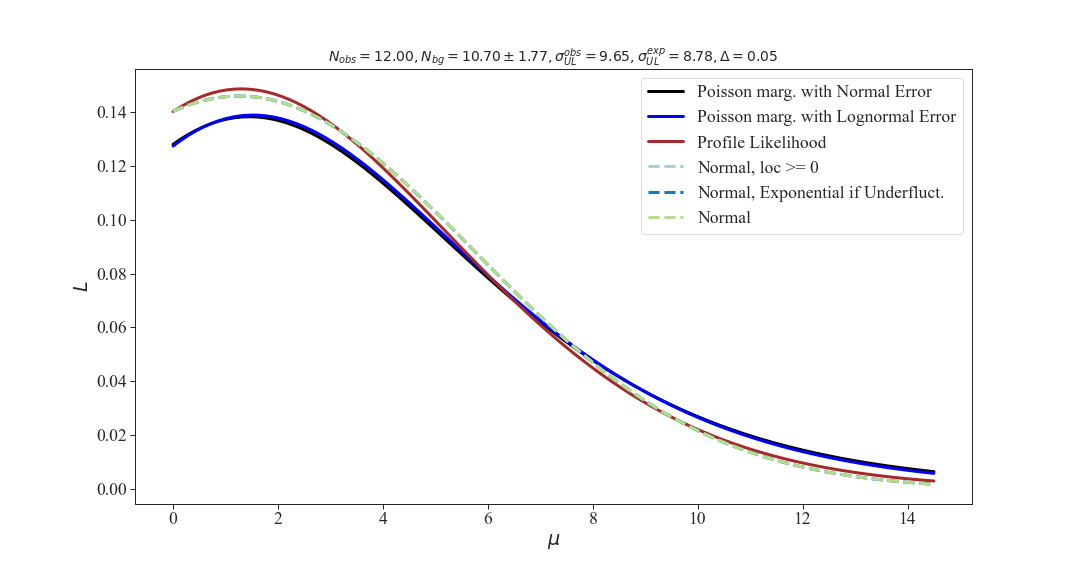 N_obs = 12.00, N_bg = 10.70 ± 1.77, σ_UL^obs = 9.65, σ_UL^exp = 8.78, Δ = 0.05
Poisson marg. with Normal Error
Poisson marg. with Lognormal Error
Profile Likelihood
Normal, loc >= 0
Normal, Exponential if Underfluct.
Normal
0.14
0.12
0.10
0.08
0.06
0.04
0.02
0.00
L
0 2 4 6 8 10 12 14
μ